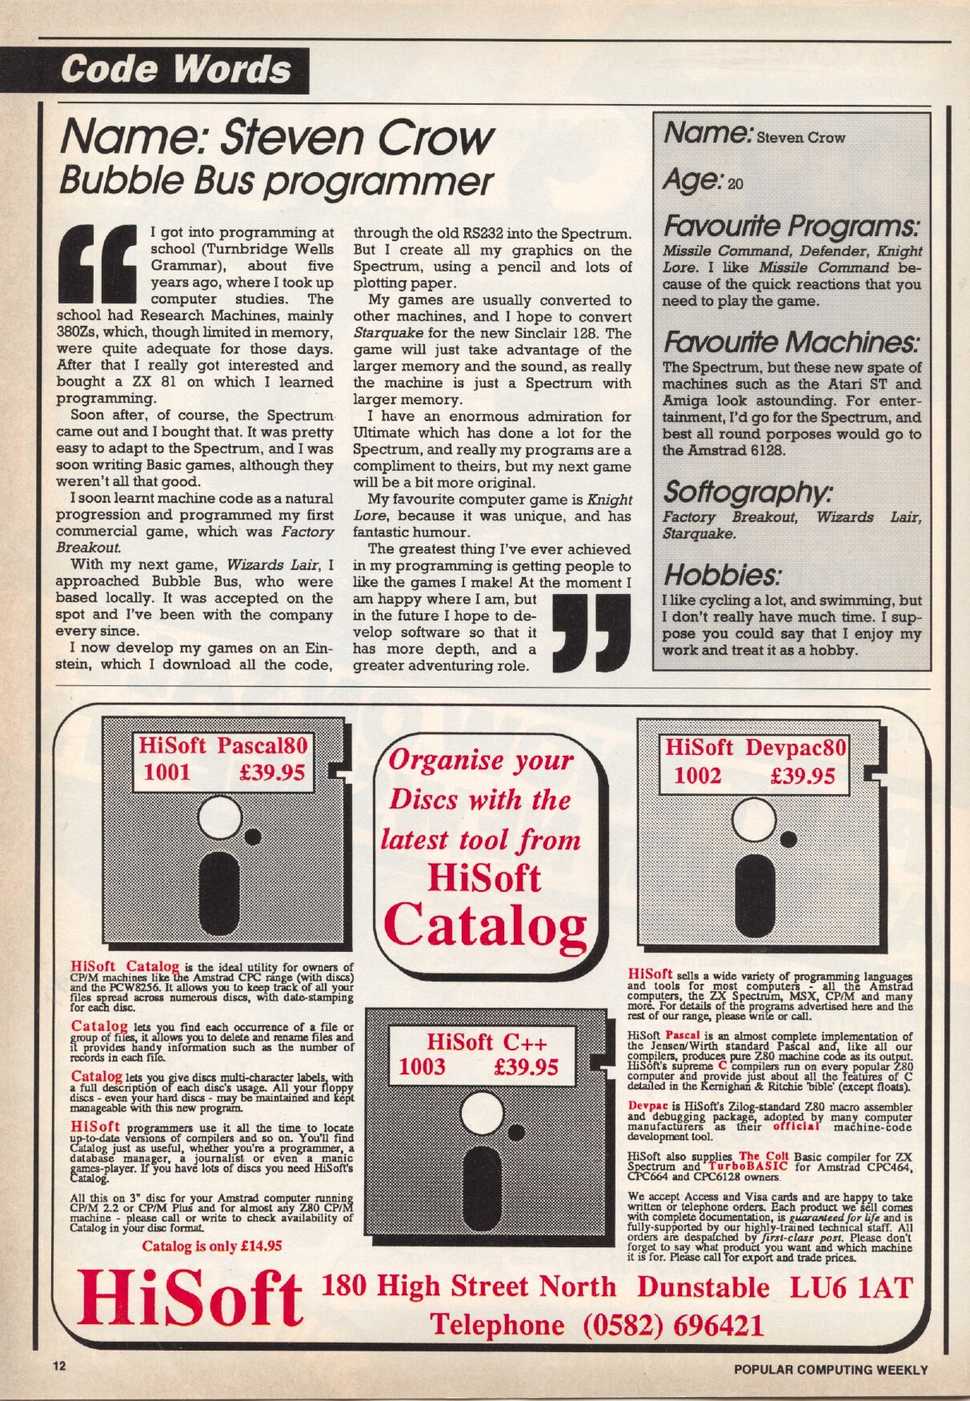 Code Words
Name: Steven Crow
Bubble Bus programmer
“
I got into programming at
school (Turnbridge Wells
Grammar), about five
years ago, where I took up
computer studies. The
school had Research Machines, mainly
380Zs, which, though limited in memory,
were quite adequate for those days.
After that I really got interested and
bought a ZX 81 on which I learned
programming.
Soon after, of course, the Spectrum
came out and I bought that. It was pretty
easy to adapt to the Spectrum, and I was
soon writing Basic games, although they
weren't all that good.
I soon learnt machine code as a natural
progression and programmed my first
commercial game, which was Factory
Breakout.
With my next game, Wizards Lair, I
approached Bubble Bus, who were
based locally. It was accepted on the
spot and I've been with the company
every since.
I now develop my games on an Ein-
stein, which I download all the code,
through the old RS232 into the Spectrum.
But I create all my graphics on the
Spectrum, using a pencil and lots of
plotting paper.
My games are usually converted to
other machines, and I hope to convert
Starquake for the new Sinclair 128. The
game will just take advantage of the
larger memory and the sound, as really
the machine is just a Spectrum with
larger memory.
I have an enormous admiration for
Ultimate which has done a lot for the
Spectrum, and really my programs are a
compliment to theirs, but my next game
will be a bit more original.
My favourite computer game is Knight
Lore, because it was unique, and has
fantastic humour.
The greatest thing I've ever achieved
in my programming is getting people to
like the games I make! At the moment I
am happy where I am, but
in the future I hope to de-
velop software so that it
has more depth, and a
greater adventuring role.
”
Name: Steven Crow
Age: 20
Favourite Programs:
Missile Command, Defender, Knight
Lore. I like Missile Command be-
cause of the quick reactions that you
need to play the game.
Favourite Machines:
The Spectrum, but these new spate of
machines such as the Atari ST and
Amiga look astounding. For enter-
tainment, I'd go for the Spectrum, and
best all round porposes would go to
the Amstrad 6128.
Softography:
Factory Breakout, Wizards Lair,
Starquake.
Hobbies:
I like cycling a lot, and swimming, but
I don't really have much time. I sup-
pose you could say that I enjoy my
work and treat it as a hobby.
HiSoft Pascal80
1001 £39.95
Organise your
Discs with the
latest tool from
HiSoft
Catalog
HiSoft Devpac80
1002 £39.95
HiSoft Catalog is the ideal utility for owners of
CP/M machines like the Amstrad CPC range (with discs)
and the PCW8256. It allows you to keep track of all your
files spread across numerous discs, with date-stamping
for each disc.
Catalog lets you find each occurrence of a file or
group of files, it allows you to delete and rename files and
it provides handy information such as the number of
records in each file.
Catalog lets you give discs multi-character labels, with
a full description of each disc's usage. All your floppy
discs - even your hard discs - may be maintained and kept
manageable with this new program.
HiSoft programmers use it all the time to locate
up-to-date versions of compilers and so on. You'll find
Catalog just as useful, whether you're a programmer, a
database manager, a journalist or even a manic
games-player. If you have lots of discs you need HiSoft's
Catalog.
All this on 3" disc for your Amstrad computer running
CP/M 2.2 or CP/M Plus and for almost any Z80 CP/M
machine - please call or write to check availability of
Catalog in your disc format.
Catalog is only £14.95
HiSoft C++
1003 £39.95
HiSoft sells a wide variety of programming languages
and tools for most computers - all the Amstrad
computers, the ZX Spectrum, MSX, CP/M and many
more. For details of the programs advertised here and the
rest of our range, please write or call.
HiSoft Pascal is an almost complete implementation of
the Jensen/Wirth standard Pascal and, like all our
compilers, produces pure Z80 machine code as its output.
HiSoft's supreme C compilers run on every popular Z80
computer and provide just about all the features of C
detailed in the Kernighan & Ritchie 'bible' (except floats).
Devpac is HiSoft's Zilog-standard Z80 macro assembler
and debugging package, adopted by many computer
manufacturers as their official machine-code
development tool.
HiSoft also supplies The Colt Basic compiler for ZX
Spectrum and TurboBASIC for Amstrad CPC464,
CPC664 and CPC6128 owners.
We accept Access and Visa cards and are happy to take
written or telephone orders. Each product we sell comes
with complete documentation, is guaranteed for life and is
fully-supported by our highly-trained technical staff. All
orders are despatched by first-class post. Please don't
forget to say what product you want and which machine
it is for. Please call for export and trade prices.
HiSoft 180 High Street North Dunstable LU6 1AT
Telephone (0582) 696421
12
POPULAR COMPUTING WEEKLY